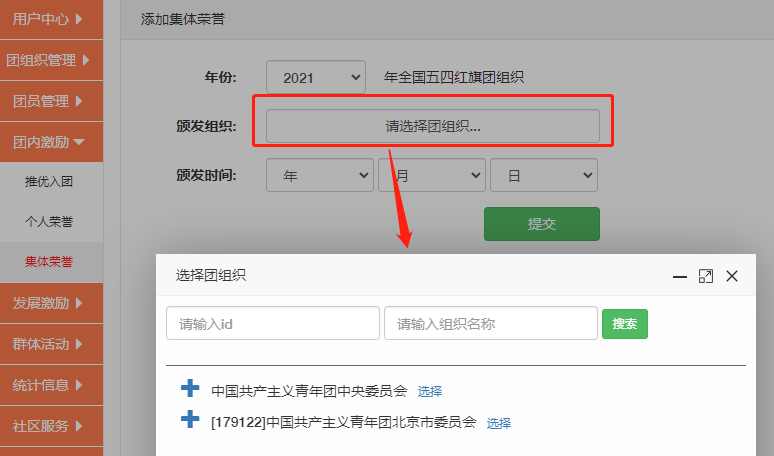 用户中心
团组织管理
团员管理
团内激励
推优入团
个人荣誉
集体荣誉
发展激励
群体活动
统计信息
社区服务
添加集体荣誉
年份: 2021 年全国五四红旗团组织
颁发组织: 请选择团组织...
颁发时间: 年 月 日
提交
选择团组织
请输入id 请输入组织名称 搜索
中国共产主义青年团中央委员会 选择
[179122]中国共产主义青年团北京市委员会 选择